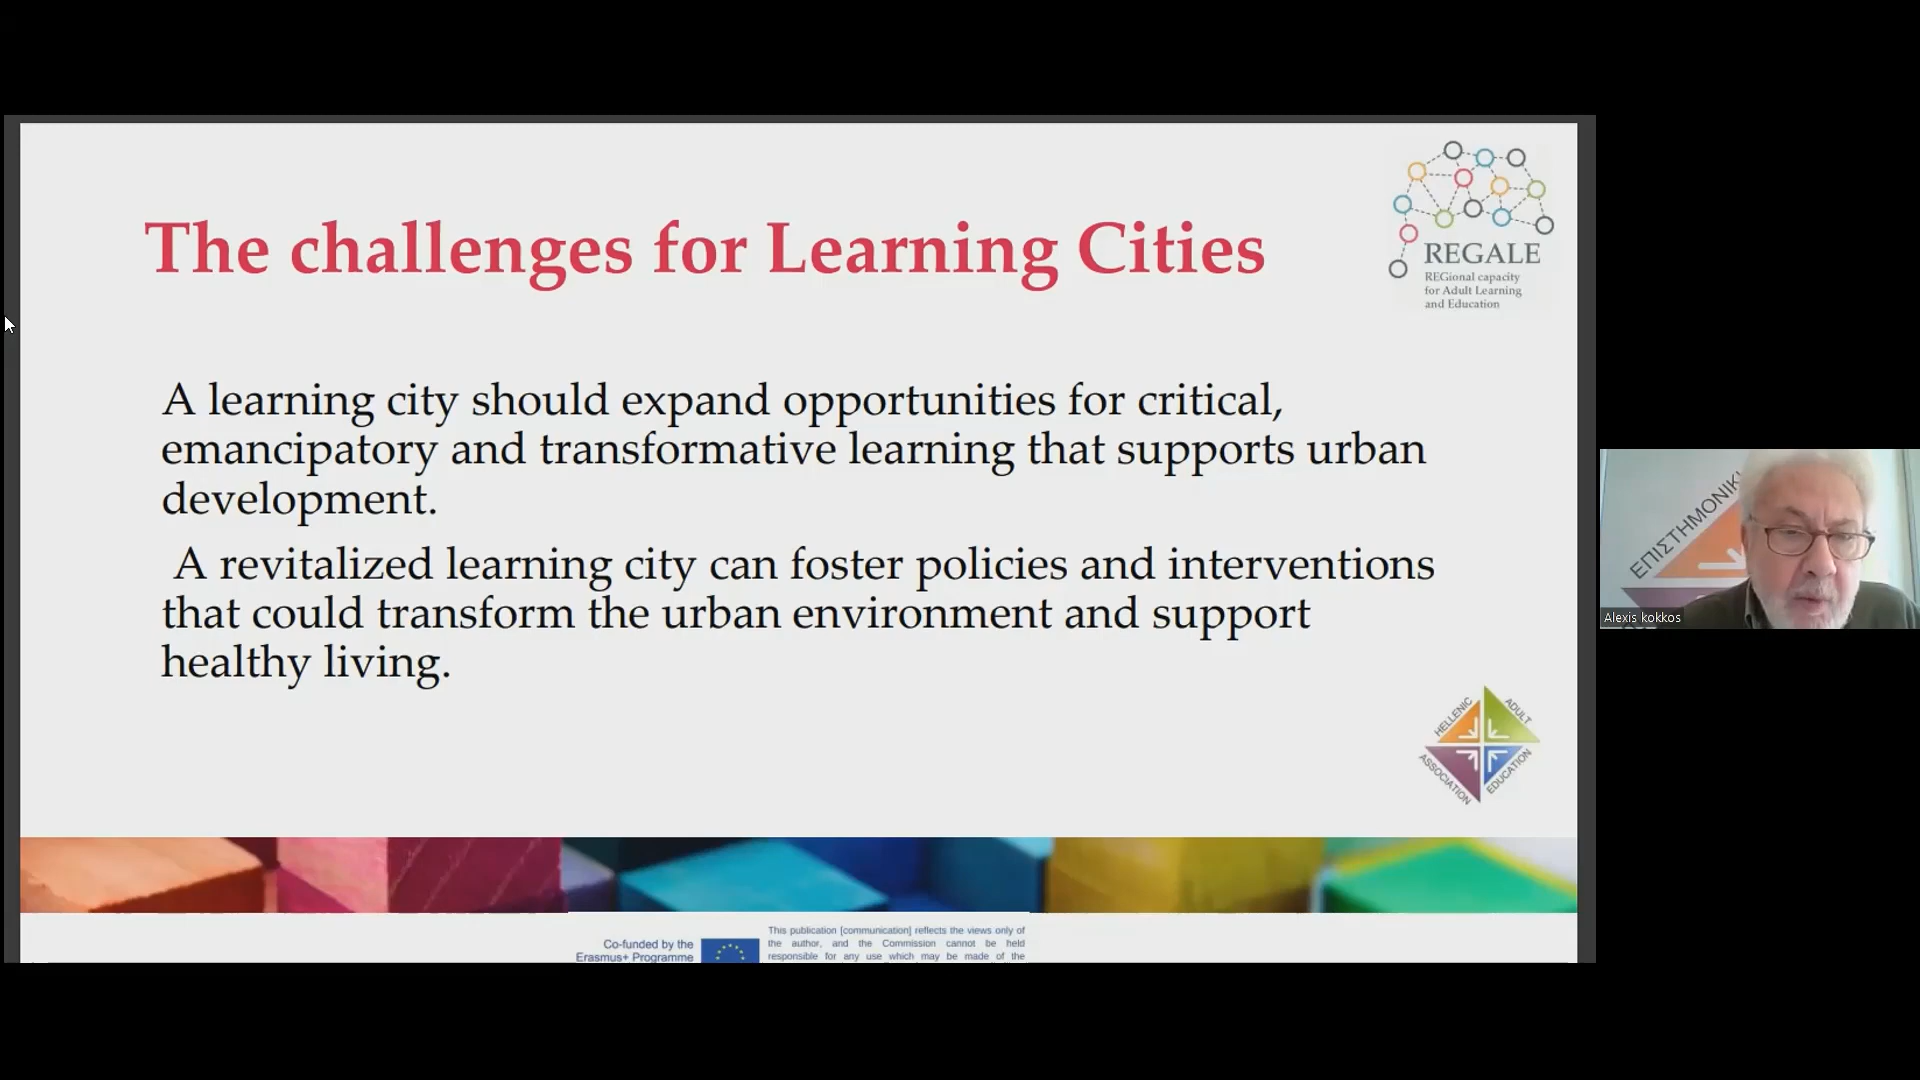 The challenges for Learning Cities
REGALE
REGional capacity
for Adult Learning
and Education
A learning city should expand opportunities for critical,
emancipatory and transformative learning that supports urban
development.
A revitalized learning city can foster policies and interventions
that could transform the urban environment and support
healthy living.
ΕΠΙΣΤΗΜΟΝΙΚ
Alexis kokkos
HELLENIC
ADULT
ASSOCIATION
EDUCATION
Co-funded by the
Erasmus+ Programme
This publication [communication] reflects the views only of
the author, and the Commission cannot be held
responsible for any use which may be made of the